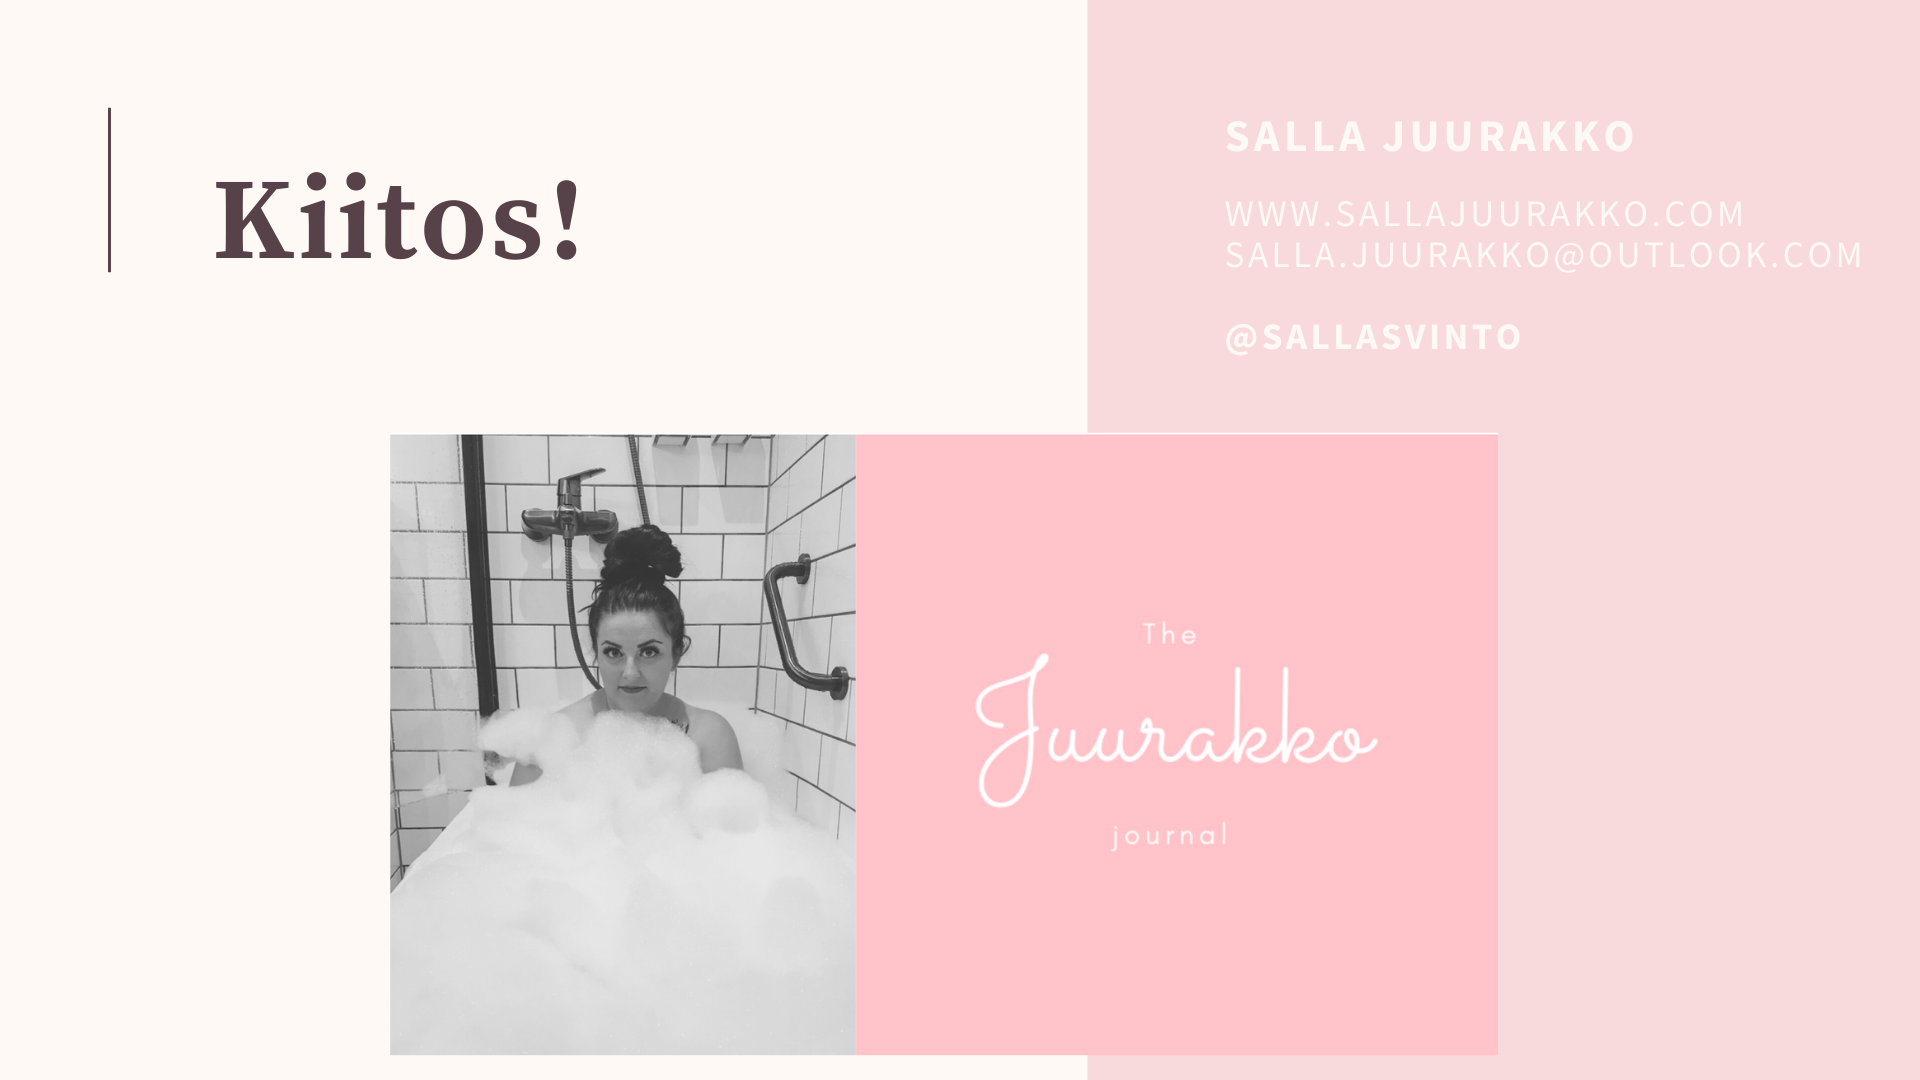 Kiitos!
SALLA JUURAKKO
WWW.SALLAJUURAKKO.COM
SALLA.JUURAKKO@OUTLOOK.COM
@SALLASVINTO
The
Juurakko
journal